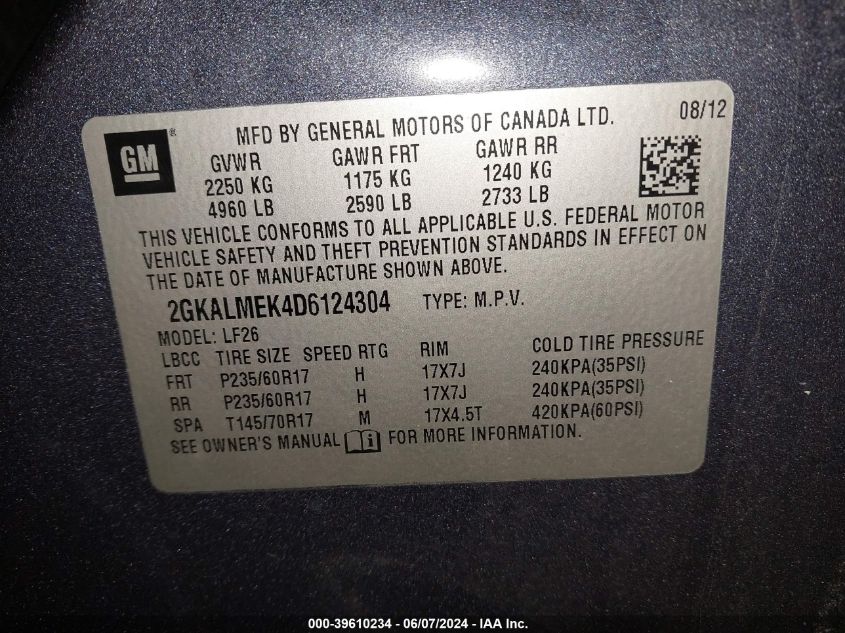 GM ®
MFD BY GENERAL MOTORS OF CANADA LTD. 08/12
GVWR GAWR FRT GAWR RR
2250 KG 1175 KG 1240 KG
4960 LB 2590 LB 2733 LB
THIS VEHICLE CONFORMS TO ALL APPLICABLE U.S. FEDERAL MOTOR
VEHICLE SAFETY AND THEFT PREVENTION STANDARDS IN EFFECT ON
THE DATE OF MANUFACTURE SHOWN ABOVE.
2GKALMEK4D6124304 TYPE: M.P.V.
MODEL: LF26
LBCC TIRE SIZE SPEED RTG RIM COLD TIRE PRESSURE
FRT P235/60R17 H 17X7J 240KPA(35PSI)
RR P235/60R17 H 17X7J 240KPA(35PSI)
SPA T145/70R17 M 17X4.5T 420KPA(60PSI)
SEE OWNER'S MANUAL FOR MORE INFORMATION.
000-39610234 - 06/07/2024 - IAA Inc.